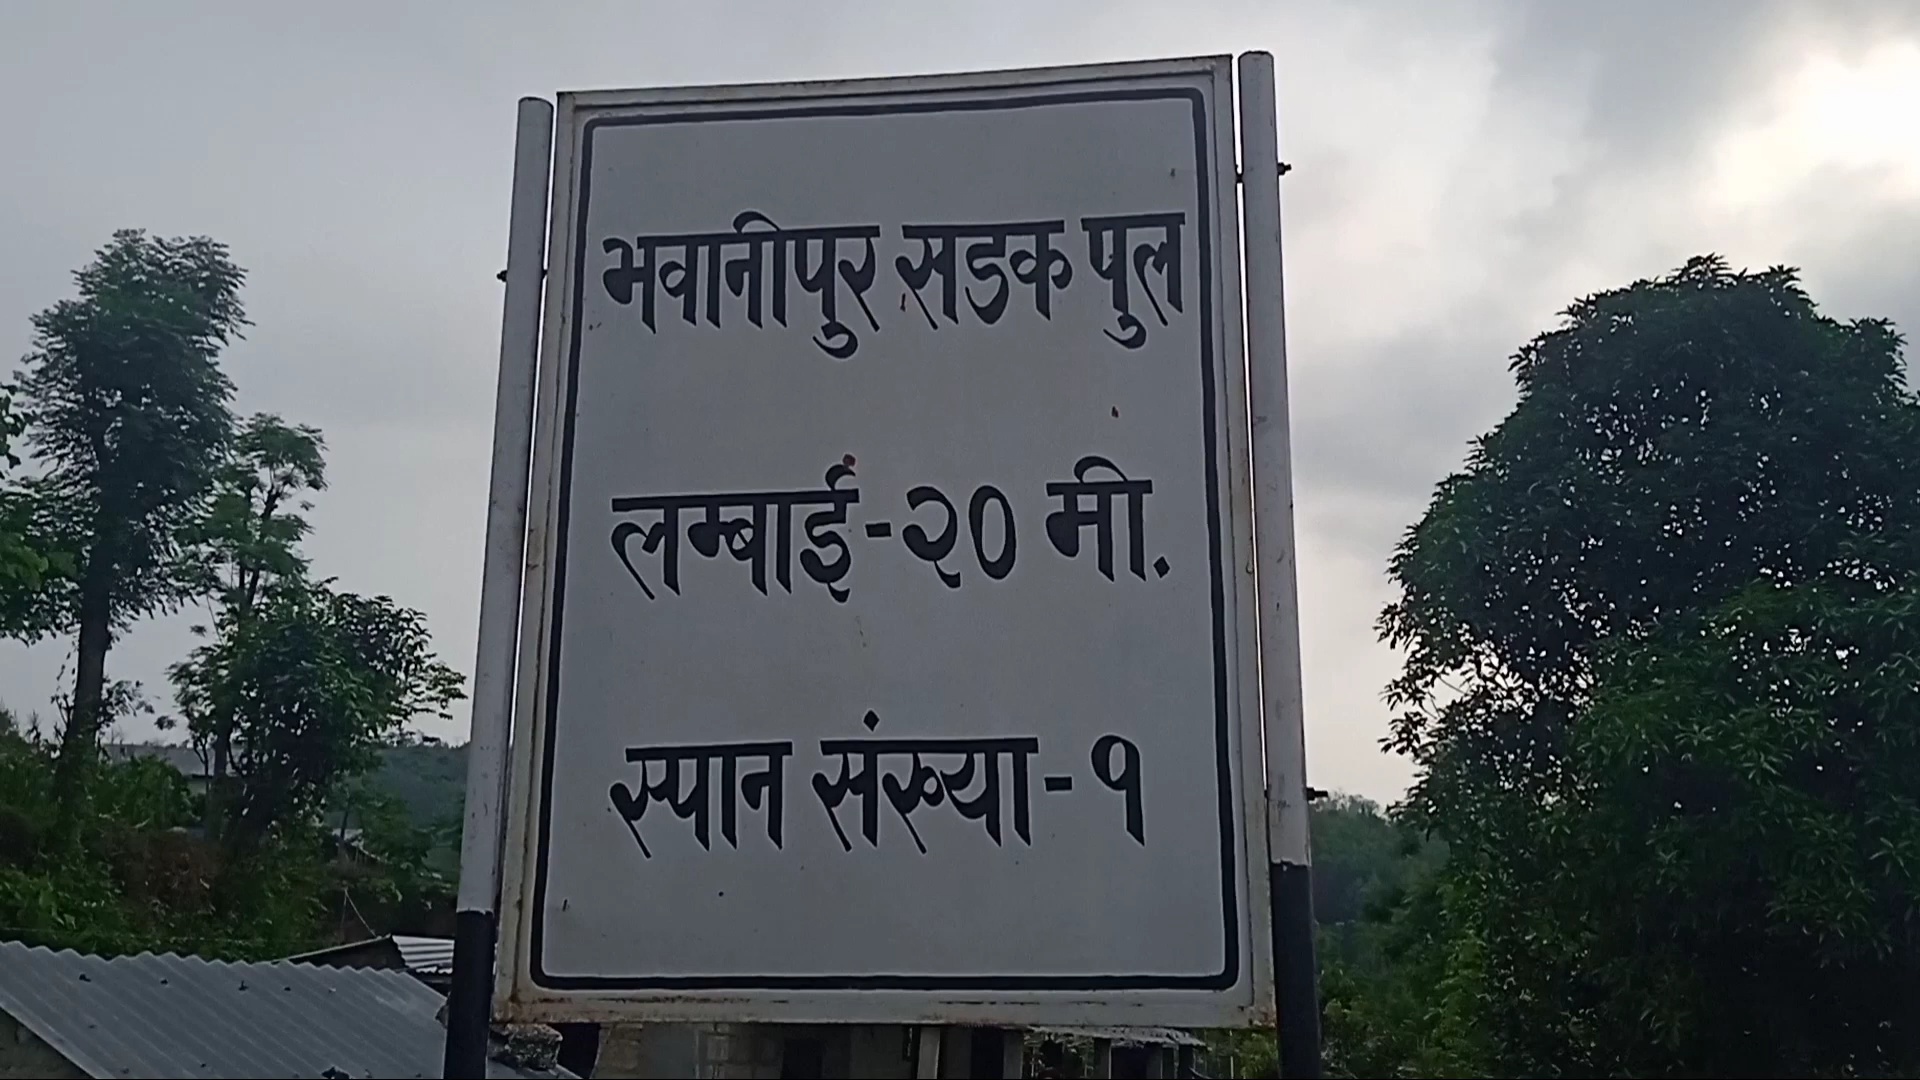 भवानीपुर सडक पुल
लम्बाई-२० मी.
स्पान संख्या-१